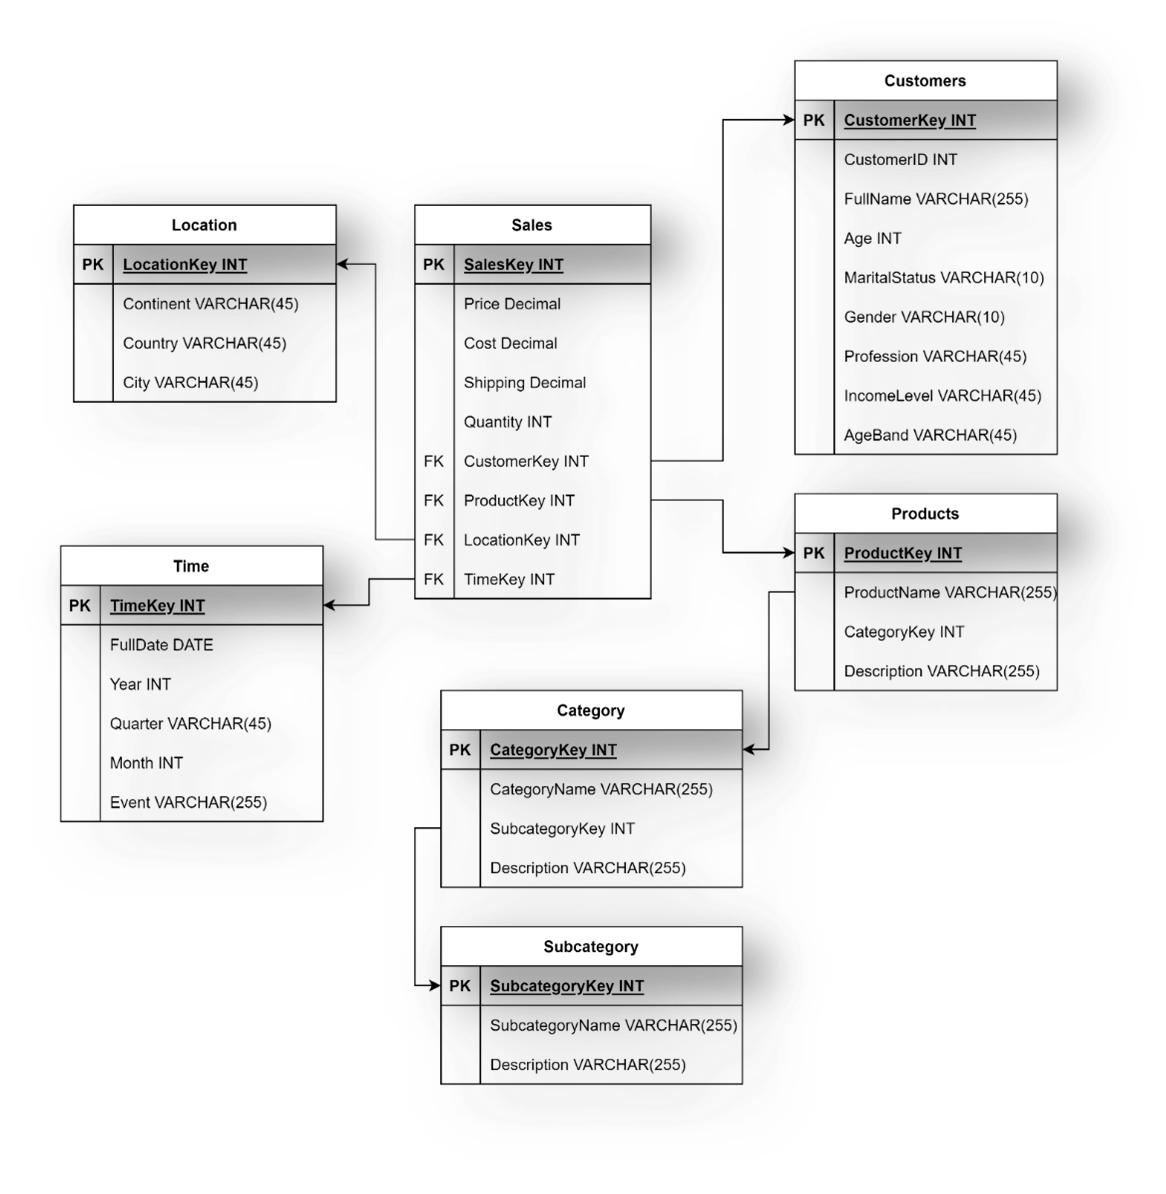 Customers
PK CustomerKey INT
CustomerID INT
FullName VARCHAR(255)
Age INT
MaritalStatus VARCHAR(10)
Gender VARCHAR(10)
Profession VARCHAR(45)
IncomeLevel VARCHAR(45)
AgeBand VARCHAR(45)
Location
PK LocationKey INT
Continent VARCHAR(45)
Country VARCHAR(45)
City VARCHAR(45)
Sales
PK SalesKey INT
Price Decimal
Cost Decimal
Shipping Decimal
Quantity INT
FK CustomerKey INT
FK ProductKey INT
FK LocationKey INT
FK TimeKey INT
Products
PK ProductKey INT
ProductName VARCHAR(255)
CategoryKey INT
Description VARCHAR(255)
Time
PK TimeKey INT
FullDate DATE
Year INT
Quarter VARCHAR(45)
Month INT
Event VARCHAR(255)
Category
PK CategoryKey INT
CategoryName VARCHAR(255)
SubcategoryKey INT
Description VARCHAR(255)
Subcategory
PK SubcategoryKey INT
SubcategoryName VARCHAR(255)
Description VARCHAR(255)